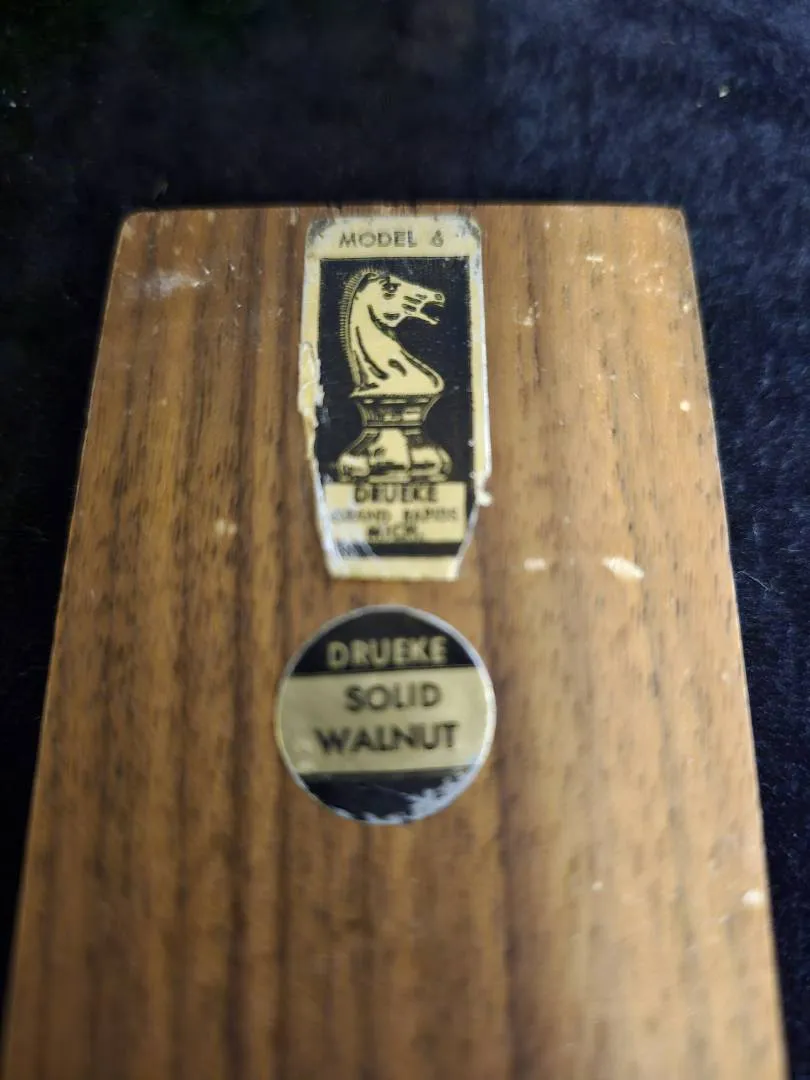 MODEL 6
DRUEKE
GRAND RAPIDS
MICH.
DRUEKE
SOLID
WALNUT